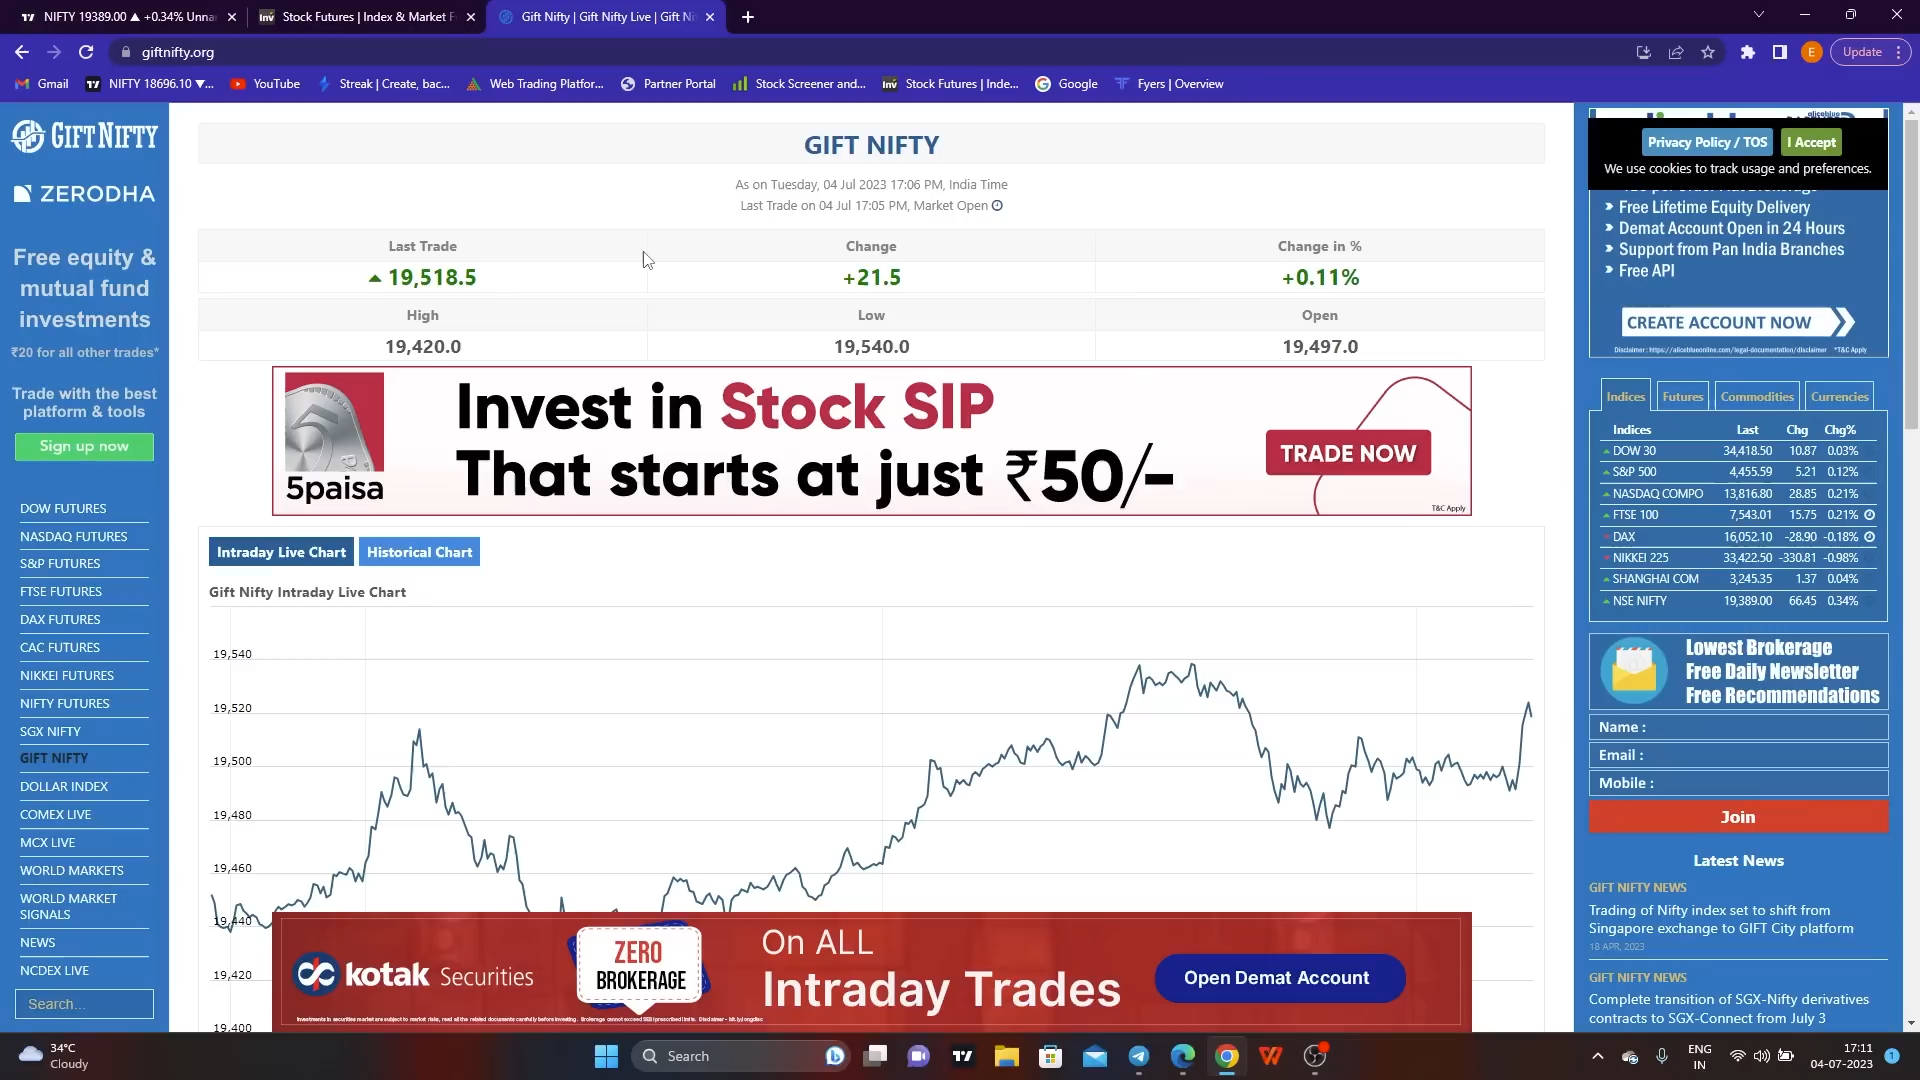 NIFTY 19389.00 ▲ +0.34% Unna
Stock Futures | Index & Market F
Gift Nifty | Gift Nifty Live | Gift Ni
giftnifty.org
Update
Gmail
NIFTY 18696.10 ▼...
YouTube
Streak | Create, bac...
Web Trading Platfor...
Partner Portal
Stock Screener and...
Stock Futures | Inde...
Google
Fyers | Overview
GIFT NIFTY
ZERODHA
Free equity &
mutual fund
investments
₹20 for all other trades*
Trade with the best
platform & tools
Sign up now
DOW FUTURES
NASDAQ FUTURES
S&P FUTURES
FTSE FUTURES
DAX FUTURES
CAC FUTURES
NIKKEI FUTURES
NIFTY FUTURES
SGX NIFTY
GIFT NIFTY
DOLLAR INDEX
COMEX LIVE
MCX LIVE
WORLD MARKETS
WORLD MARKET
SIGNALS
NEWS
NCDEX LIVE
Search...
GIFT NIFTY
As on Tuesday, 04 Jul 2023 17:06 PM, India Time
Last Trade on 04 Jul 17:05 PM, Market Open
Last Trade Change Change in %
▲ 19,518.5 +21.5 +0.11%
High Low Open
19,420.0 19,540.0 19,497.0
5paisa
Invest in Stock SIP
That starts at just ₹50/-
TRADE NOW
T&C Apply
Intraday Live Chart Historical Chart
Gift Nifty Intraday Live Chart
19,540
19,520
19,500
19,480
19,460
19,440
19,420
19,400
kotak Securities
ZERO
BROKERAGE
On ALL
Intraday Trades
Open Demat Account
Privacy Policy / TOS I Accept
We use cookies to track usage and preferences.
Free Lifetime Equity Delivery
Demat Account Open in 24 Hours
Support from Pan India Branches
Free API
CREATE ACCOUNT NOW
Disclaimer : https://aliceblueonline.com/legal-documentation/disclaimer *T&C Apply
Indices Futures Commodities Currencies
Indices Last Chg Chg%
DOW 30 34,418.50 10.87 0.03%
S&P 500 4,455.59 5.21 0.12%
NASDAQ COMPO 13,816.80 28.85 0.21%
FTSE 100 7,543.01 15.75 0.21%
DAX 16,052.10 -28.90 -0.18%
NIKKEI 225 33,422.50 -330.81 -0.98%
SHANGHAI COM 3,245.35 1.37 0.04%
NSE NIFTY 19,389.00 66.45 0.34%
Lowest Brokerage
Free Daily Newsletter
Free Recommendations
Name :
Email :
Mobile :
Join
Latest News
GIFT NIFTY NEWS
Trading of Nifty index set to shift from
Singapore exchange to GIFT City platform
18 APR, 2023
GIFT NIFTY NEWS
Complete transition of SGX-Nifty derivatives
contracts to SGX-Connect from July 3
34°C
Cloudy
Search
ENG
IN
17:11
04-07-2023